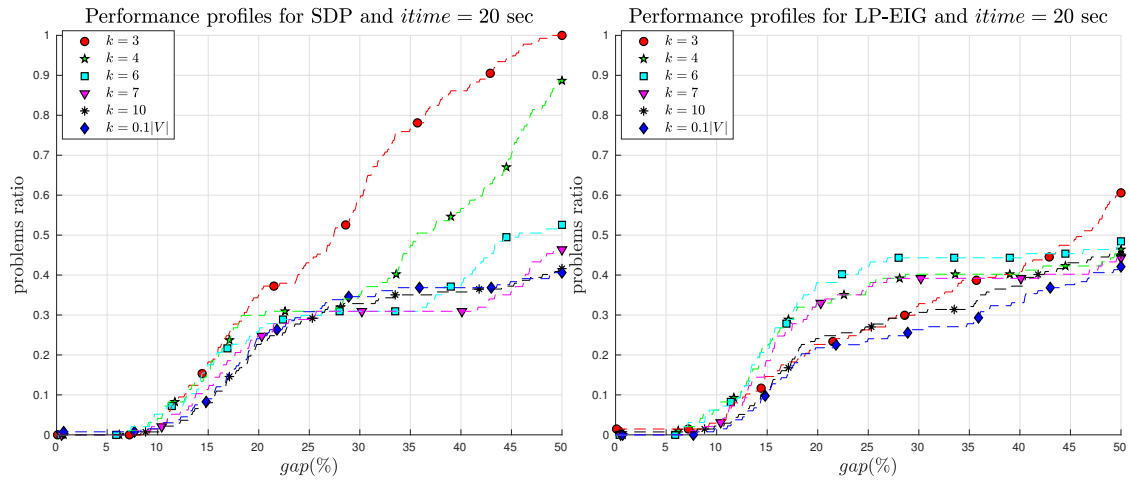 Performance profiles for SDP and itime = 20 sec
problems ratio
1
0.9
0.8
0.7
0.6
0.5
0.4
0.3
0.2
0.1
0
k = 3
k = 4
k = 6
k = 7
k = 10
k = 0.1|V|
0 5 10 15 20 25 30 35 40 45 50
gap(%)
Performance profiles for LP-EIG and itime = 20 sec
problems ratio
1
0.9
0.8
0.7
0.6
0.5
0.4
0.3
0.2
0.1
0
k = 3
k = 4
k = 6
k = 7
k = 10
k = 0.1|V|
0 5 10 15 20 25 30 35 40 45 50
gap(%)